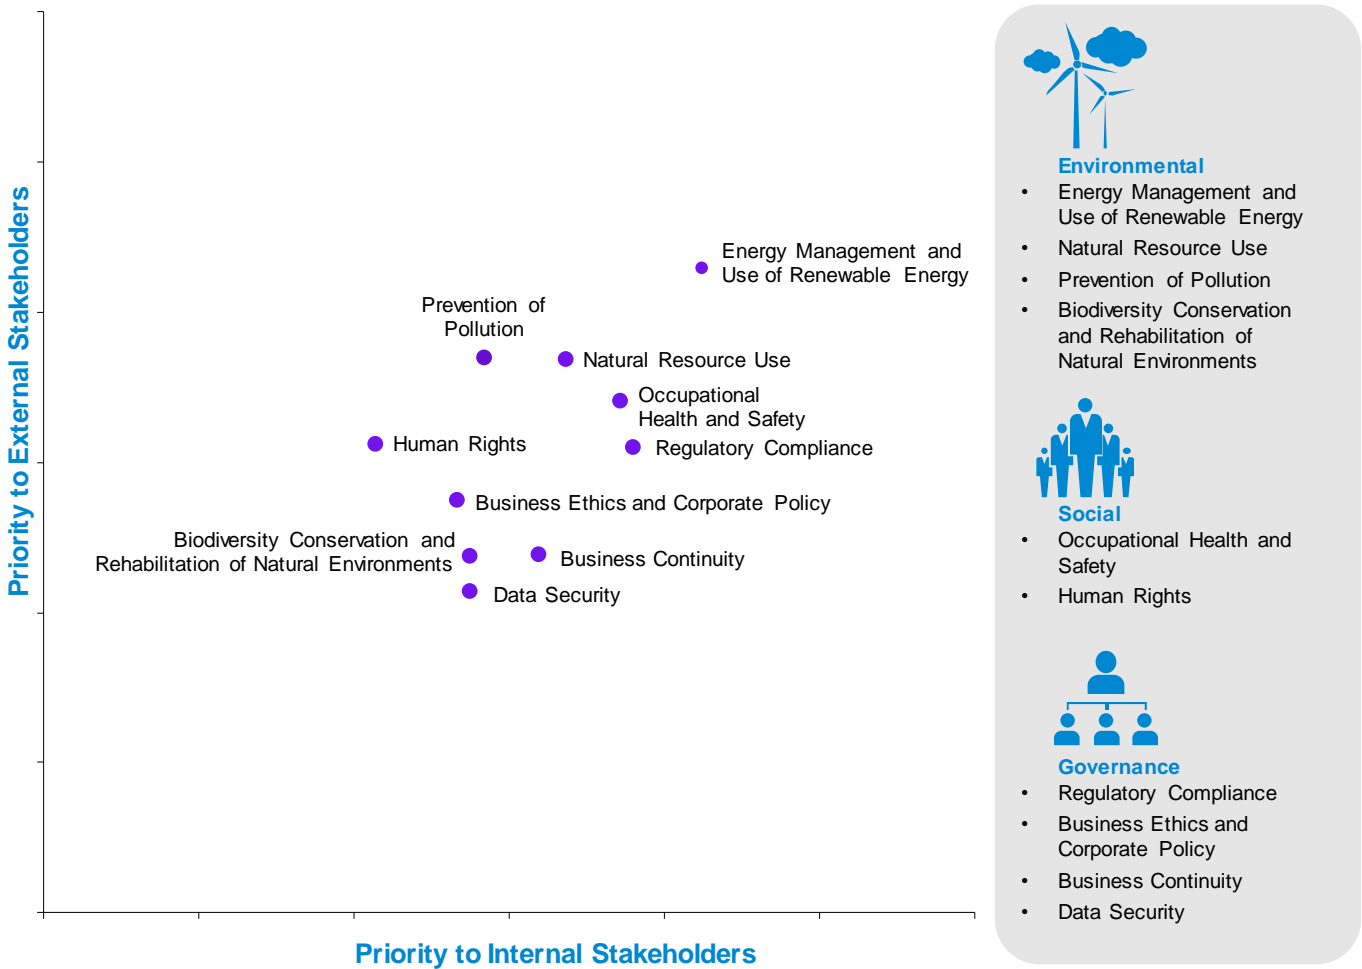 Priority to External Stakeholders
Energy Management and
Use of Renewable Energy
Prevention of
Pollution
Natural Resource Use
Occupational
Health and Safety
Human Rights
Regulatory Compliance
Business Ethics and Corporate Policy
Biodiversity Conservation and
Rehabilitation of Natural Environments
Business Continuity
Data Security
Priority to Internal Stakeholders
Environmental
• Energy Management and
Use of Renewable Energy
• Natural Resource Use
• Prevention of Pollution
• Biodiversity Conservation
and Rehabilitation of
Natural Environments
Social
• Occupational Health and
Safety
• Human Rights
Governance
• Regulatory Compliance
• Business Ethics and
Corporate Policy
• Business Continuity
• Data Security